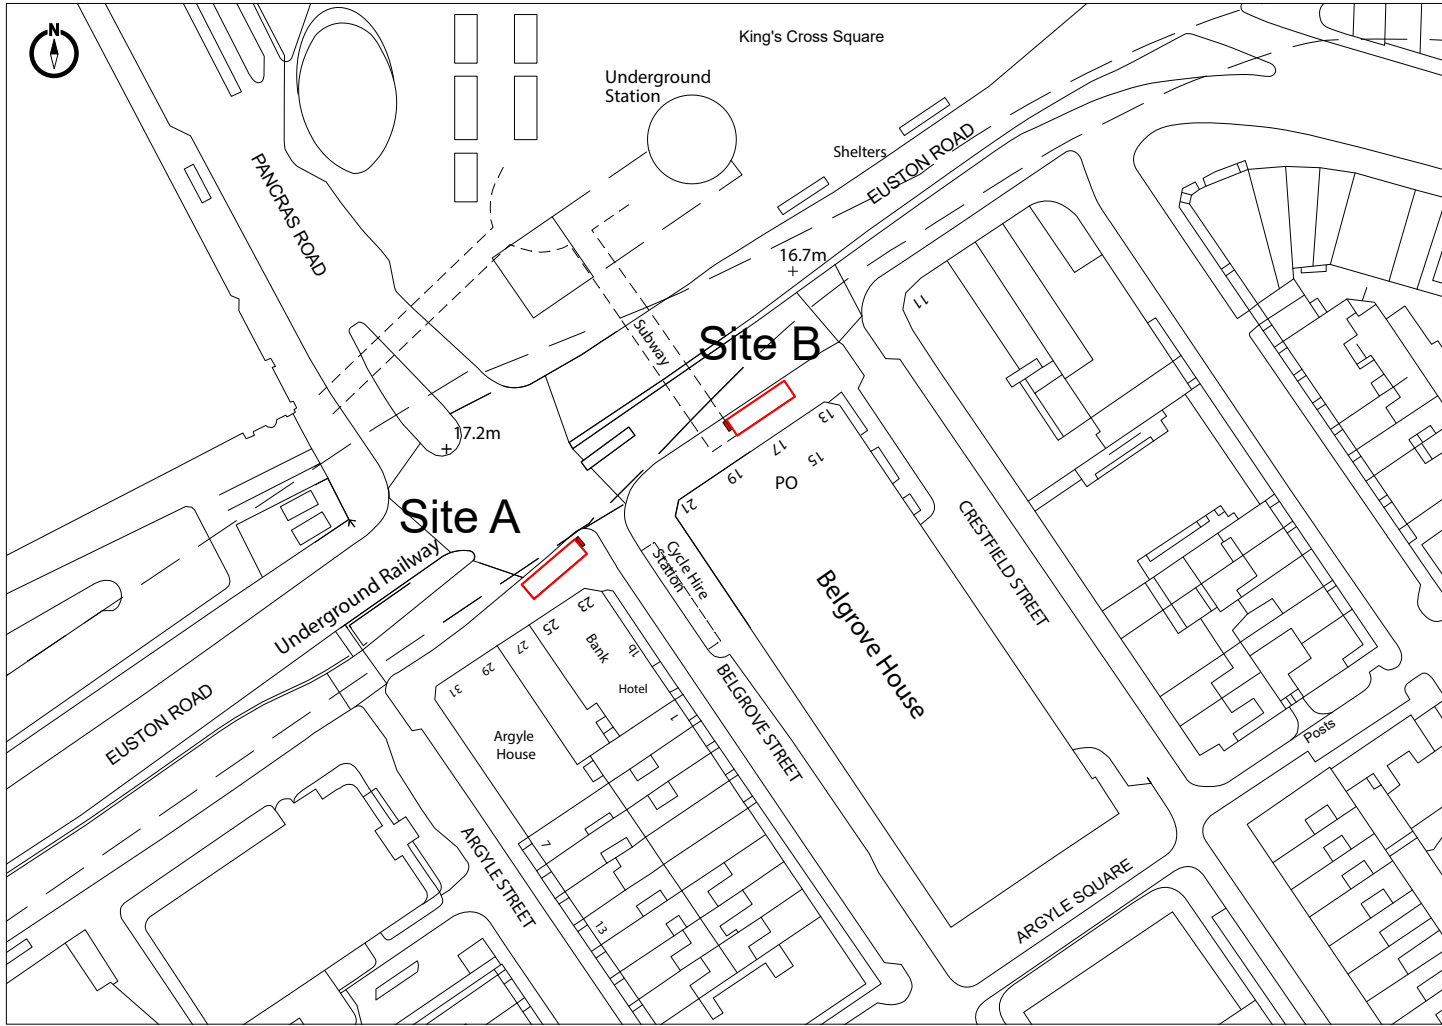 N
King's Cross Square
Underground
Station
Shelters
EUSTON ROAD
PANCRAS ROAD
16.7m
11
Subway
Site B
17.2m
13
15
17
19
PO
21
Site A
Underground Railway
Cycle Hire
Station
CRESTFIELD STREET
Belgrove House
23
25
27
29
31
Bank
1b
Hotel
1
BELGROVE STREET
EUSTON ROAD
Argyle
House
Posts
7
ARGYLE STREET
13
ARGYLE SQUARE